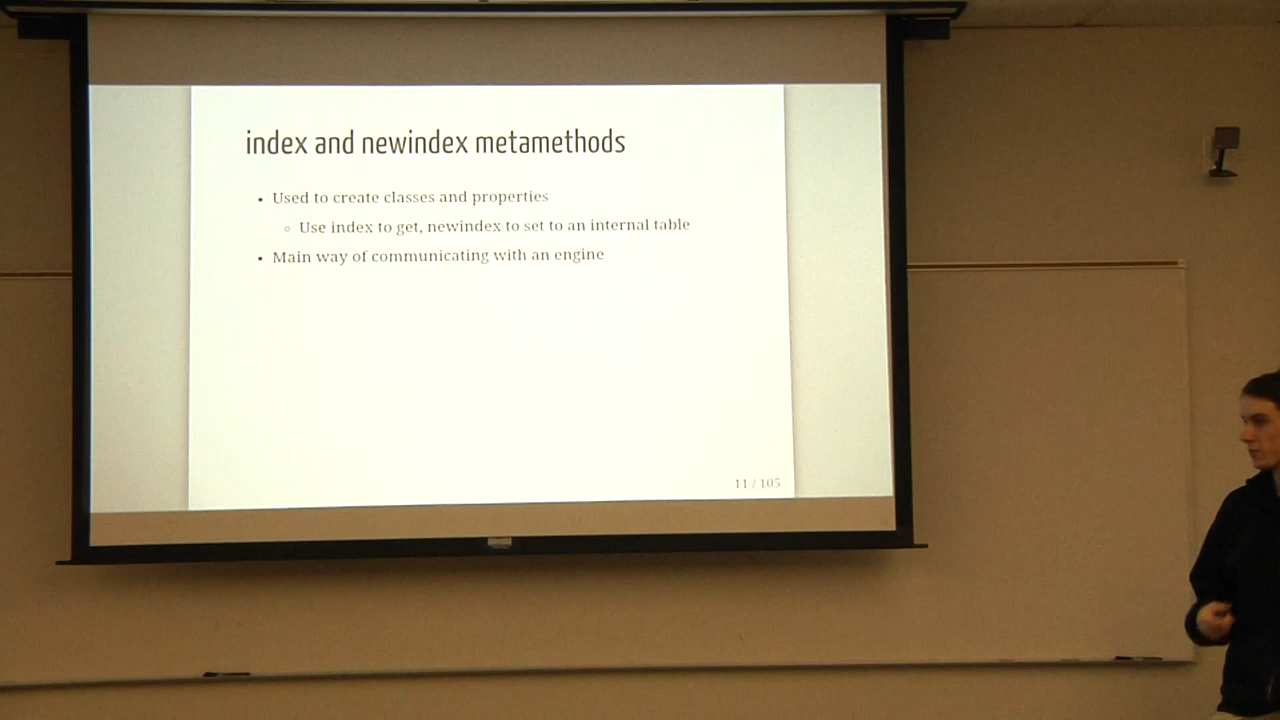 index and newindex metamethods
• Used to create classes and properties
◦ Use index to get, newindex to set to an internal table
• Main way of communicating with an engine
11 / 105